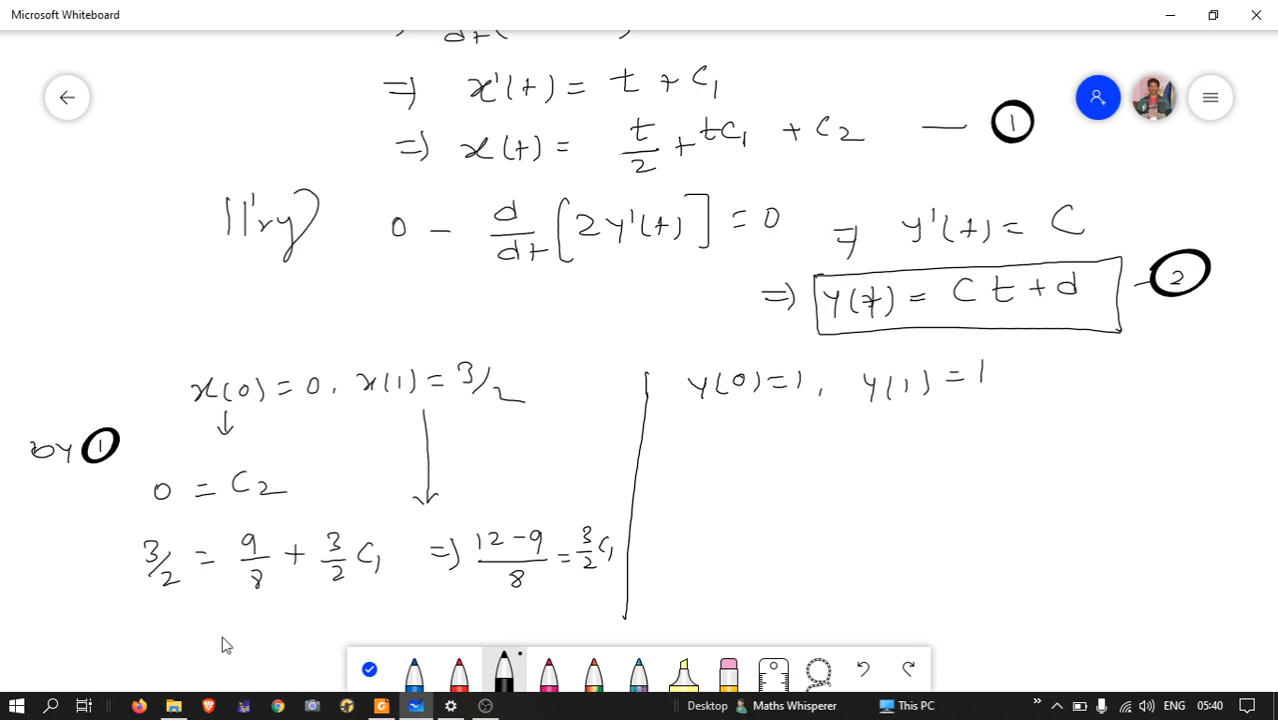 Microsoft Whiteboard
d/dt(
=> x'(t) = t + C₁
=> x(t) = t/2 + tC₁ + C₂ — ①
||'ry 0 - d/dt [2y'(t)] = 0 => y'(t) = C
=> y(t) = Ct + d - ②
x(0) = 0, x(1) = 3/2
y(0) = 1, y(1) = 1
by ①
0 = C₂
3/2 = 9/8 + 3/2 C₁ => (12-9)/8 = 3/2 C₁
Desktop
Maths Whisperer
This PC
ENG
05:40